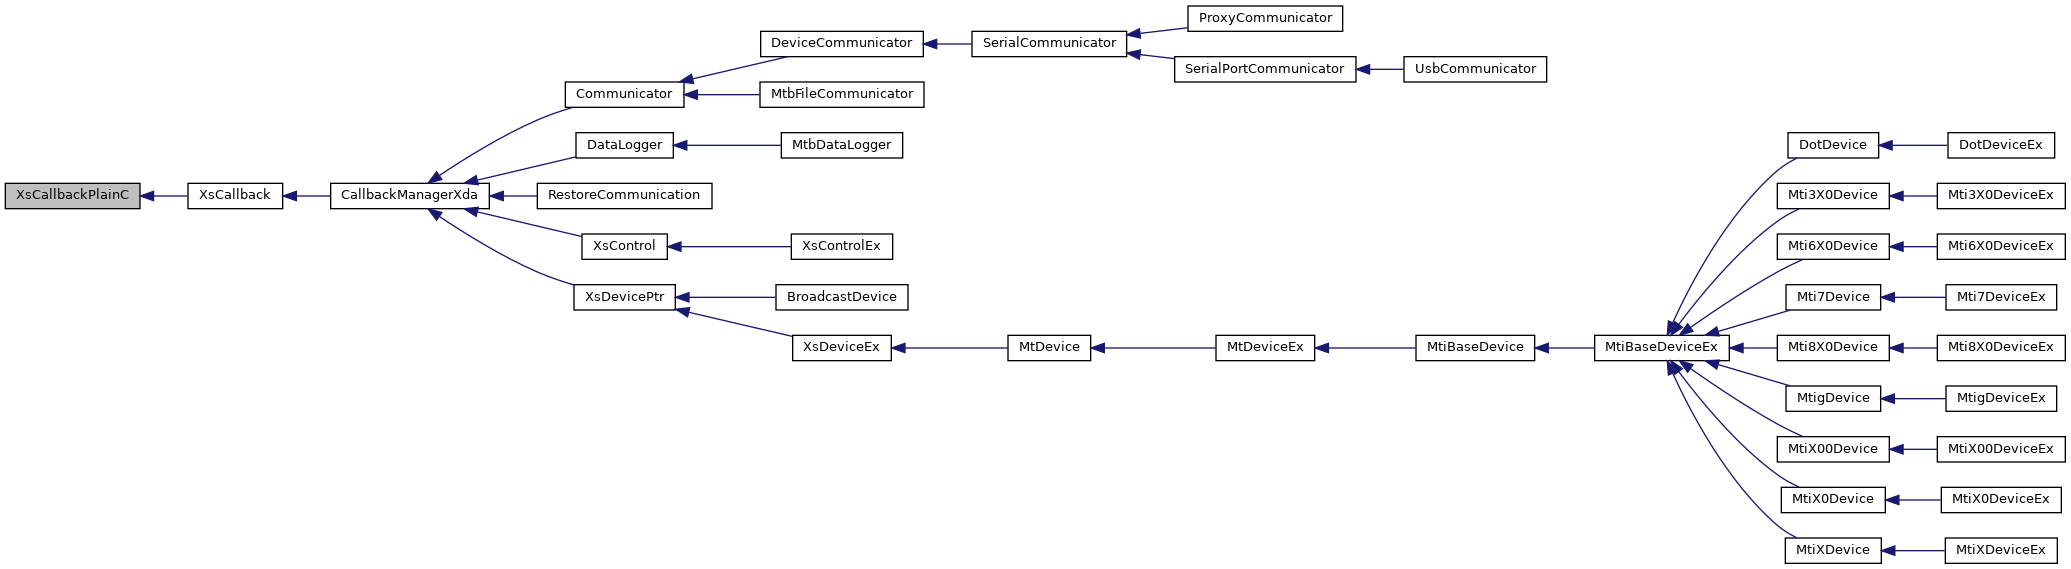 XsCallbackPlainC
XsCallback
CallbackManagerXda
Communicator
DeviceCommunicator
SerialCommunicator
ProxyCommunicator
SerialPortCommunicator
UsbCommunicator
MtbFileCommunicator
DataLogger
MtbDataLogger
RestoreCommunication
XsControl
XsControlEx
XsDevicePtr
BroadcastDevice
XsDeviceEx
MtDevice
MtDeviceEx
MtiBaseDevice
MtiBaseDeviceEx
DotDevice
DotDeviceEx
Mti3X0Device
Mti3X0DeviceEx
Mti6X0Device
Mti6X0DeviceEx
Mti7Device
Mti7DeviceEx
Mti8X0Device
Mti8X0DeviceEx
MtigDevice
MtigDeviceEx
MtiX00Device
MtiX00DeviceEx
MtiX0Device
MtiX0DeviceEx
MtiXDevice
MtiXDeviceEx